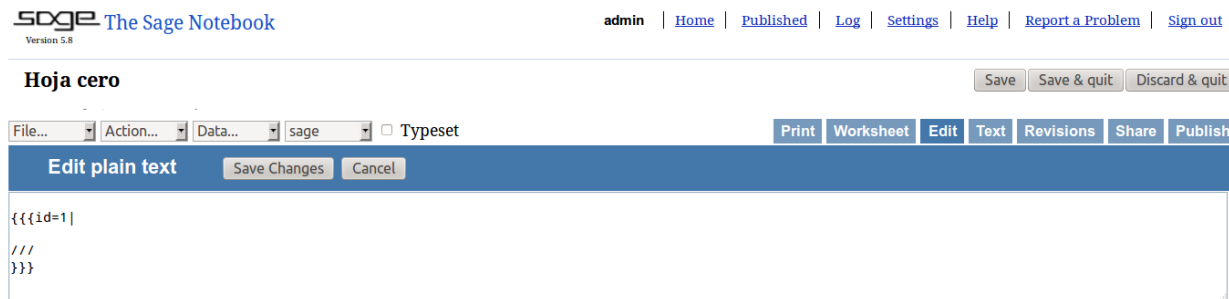 sage The Sage Notebook
Version 5.8
admin | Home | Published | Log | Settings | Help | Report a Problem | Sign out
Hoja cero
Save Save & quit Discard & quit
File... Action... Data... sage Typeset
Print Worksheet Edit Text Revisions Share Publish
Edit plain text Save Changes Cancel
{{{id=1|
///
}}}